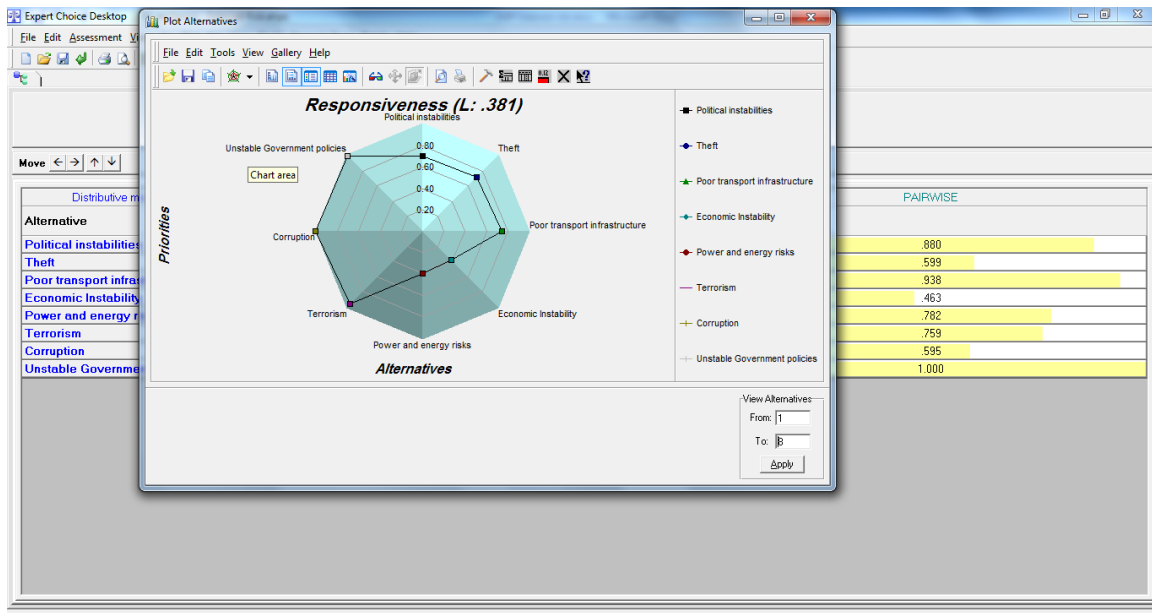 Expert Choice Desktop
Plot Alternatives
File Edit Assessment Vi
File Edit Tools View Gallery Help
Responsiveness (L: .381)
Political instabilities
Unstable Government policies
0.80
Theft
0.60
Chart area
0.40
0.20
Poor transport infrastructure
Priorities
Corruption
Terrorism
Economic Instability
Power and energy risks
Alternatives
Political instabilities
Theft
Poor transport infrastructure
Economic Instability
Power and energy risks
Terrorism
Corruption
Unstable Government policies
View Alternatives
From: 1
To: 8
Apply
Move
Distributive m
PAIRWISE
Alternative
Political instabilities .880
Theft .599
Poor transport infra .938
Economic Instability .463
Power and energy r .782
Terrorism .759
Corruption .595
Unstable Governme 1.000